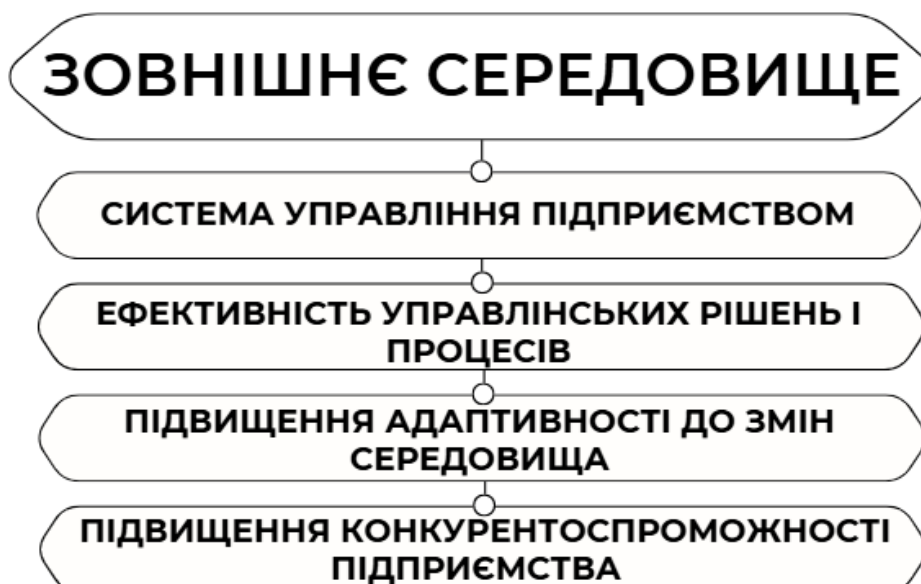 ЗОВНІШНЄ СЕРЕДОВИЩЕ
СИСТЕМА УПРАВЛІННЯ ПІДПРИЄМСТВОМ
ЕФЕКТИВНІСТЬ УПРАВЛІНСЬКИХ РІШЕНЬ І
ПРОЦЕСІВ
ПІДВИЩЕННЯ АДАПТИВНОСТІ ДО ЗМІН
СЕРЕДОВИЩА
ПІДВИЩЕННЯ КОНКУРЕНТОСПРОМОЖНОСТІ
ПІДПРИЄМСТВА